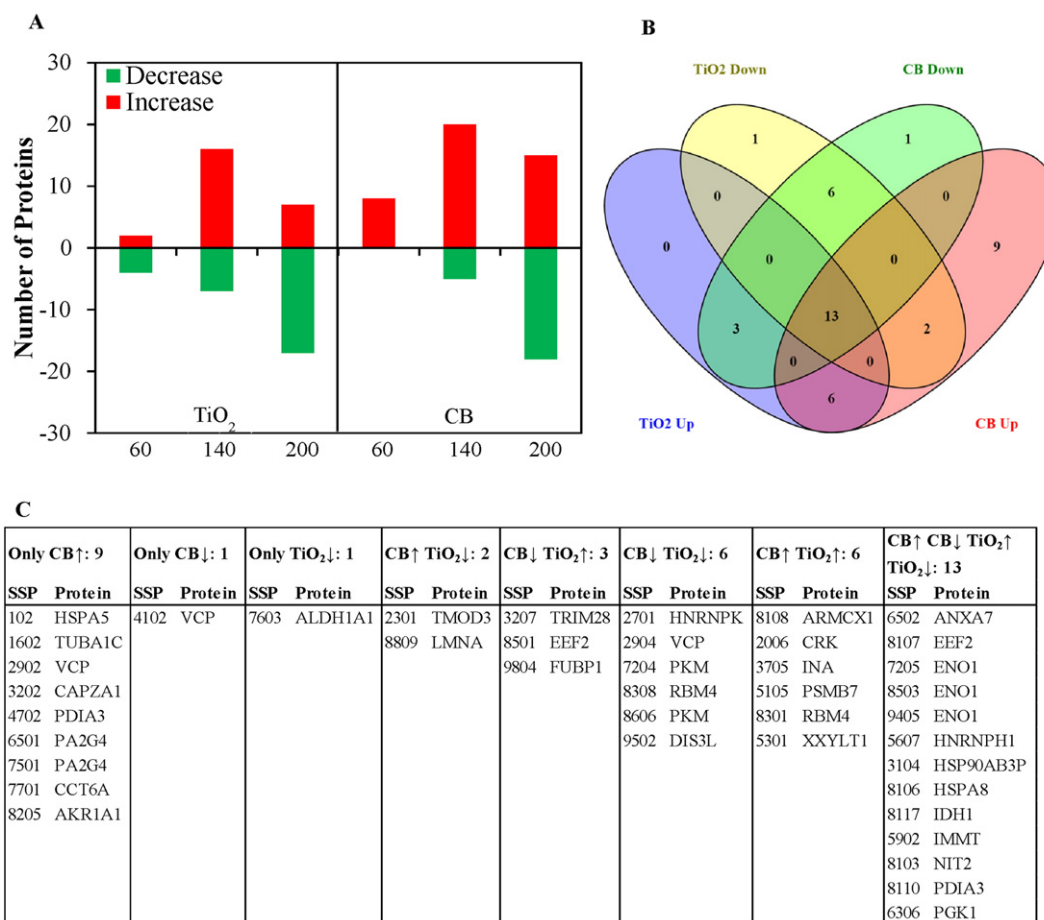 A
30
20
10
0
-10
-20
-30
Number of Proteins
Decrease
Increase
TiO₂
CB
60 140 200 60 140 200
B
TiO2 Down
CB Down
1 1
0 6 0
0 9
0 0
3 13 2
0 0
6
TiO2 Up
CB Up
C
Only CB↑: 9
SSP Protein
102 HSPA5
1602 TUBA1C
2902 VCP
3202 CAPZA1
4702 PDIA3
6501 PA2G4
7501 PA2G4
7701 CCT6A
8205 AKR1A1
Only CB↓: 1
SSP Protein
4102 VCP
Only TiO₂↓: 1
SSP Protein
7603 ALDH1A1
CB↑ TiO₂↓: 2
SSP Protein
2301 TMOD3
8809 LMNA
CB↓ TiO₂↑: 3
SSP Protein
3207 TRIM28
8501 EEF2
9804 FUBP1
CB↓ TiO₂↓: 6
SSP Protein
2701 HNRNPK
2904 VCP
7204 PKM
8308 RBM4
8606 PKM
9502 DIS3L
CB↑ TiO₂↑: 6
SSP Protein
8108 ARMCX1
2006 CRK
3705 INA
5105 PSMB7
8301 RBM4
5301 XXYLT1
CB↑ CB↓ TiO₂↑
TiO₂↓: 13
SSP Protein
6502 ANXA7
8107 EEF2
7205 ENO1
8503 ENO1
9405 ENO1
5607 HNRNPH1
3104 HSP90AB3P
8106 HSPA8
8117 IDH1
5902 IMMT
8103 NIT2
8110 PDIA3
6306 PGK1